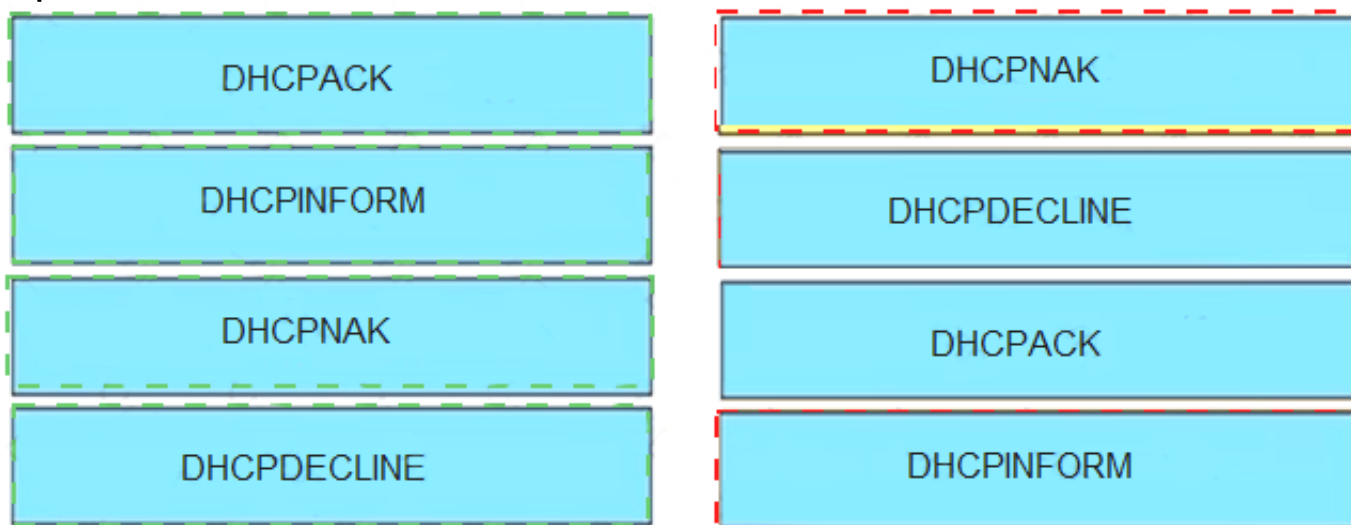 DHCPACK
DHCPINFORM
DHCPNAK
DHCPDECLINE
DHCPNAK
DHCPDECLINE
DHCPACK
DHCPINFORM